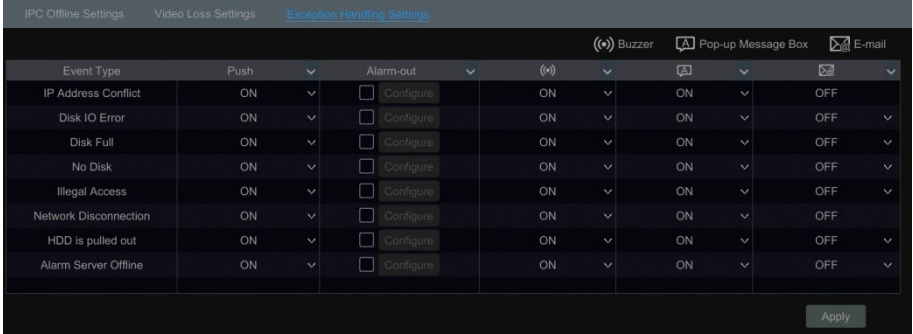 IPC Offline Settings Video Loss Settings Exception Handling Settings
Buzzer A Pop-up Message Box E-mail
Event Type Push Alarm-out A
IP Address Conflict ON Configure ON ON OFF
Disk IO Error ON Configure ON ON OFF
Disk Full ON Configure ON ON OFF
No Disk ON Configure ON ON OFF
Illegal Access ON Configure ON ON OFF
Network Disconnection ON Configure ON ON OFF
HDD is pulled out ON Configure ON ON OFF
Alarm Server Offline ON Configure ON ON OFF
Apply